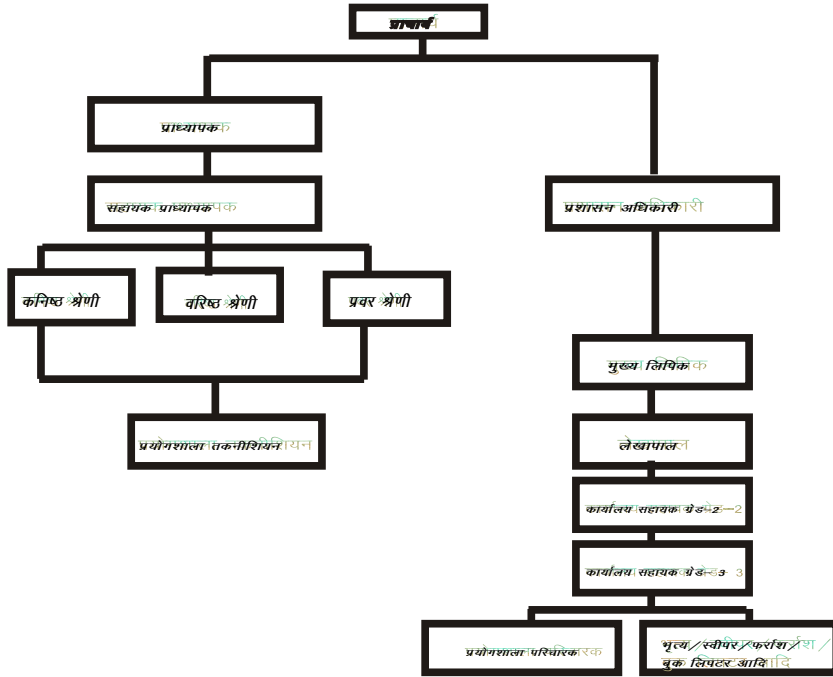 प्राचार्य
प्राध्यापक
सहायक प्राध्यापक
प्रशासन अधिकारी
कनिष्ठ श्रेणी
वरिष्ठ श्रेणी
प्रवर श्रेणी
मुख्य लिपिक
प्रयोगशाला तकनीशियन
लेखापाल
कार्यालय सहायक ग्रेड-2
कार्यालय सहायक ग्रेड- 3
प्रयोगशाला परिचारक
भृत्य/स्वीपर/फर्राश/
बुक लिपटर आदि